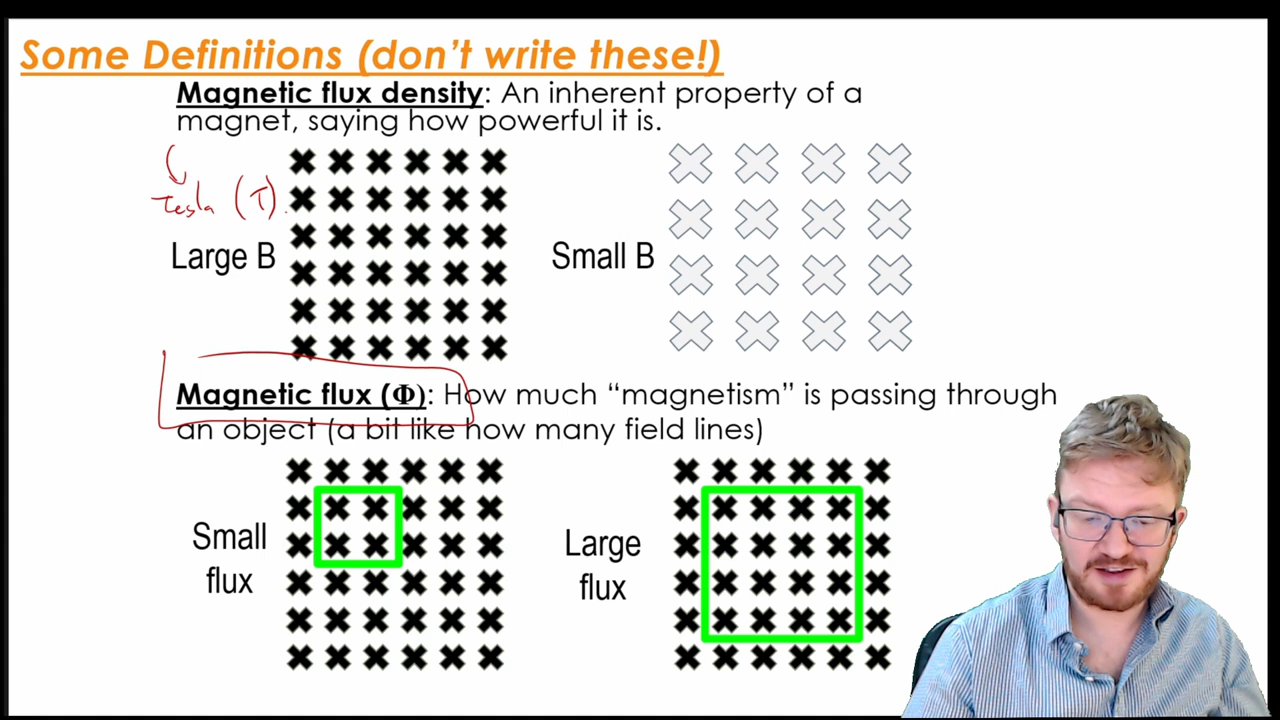 Some Definitions (don't write these!)
Magnetic flux density: An inherent property of a
magnet, saying how powerful it is.
Tesla (T).
Large B
Small B
Magnetic flux (Φ): How much “magnetism” is passing through
an object (a bit like how many field lines)
Small
flux
Large
flux